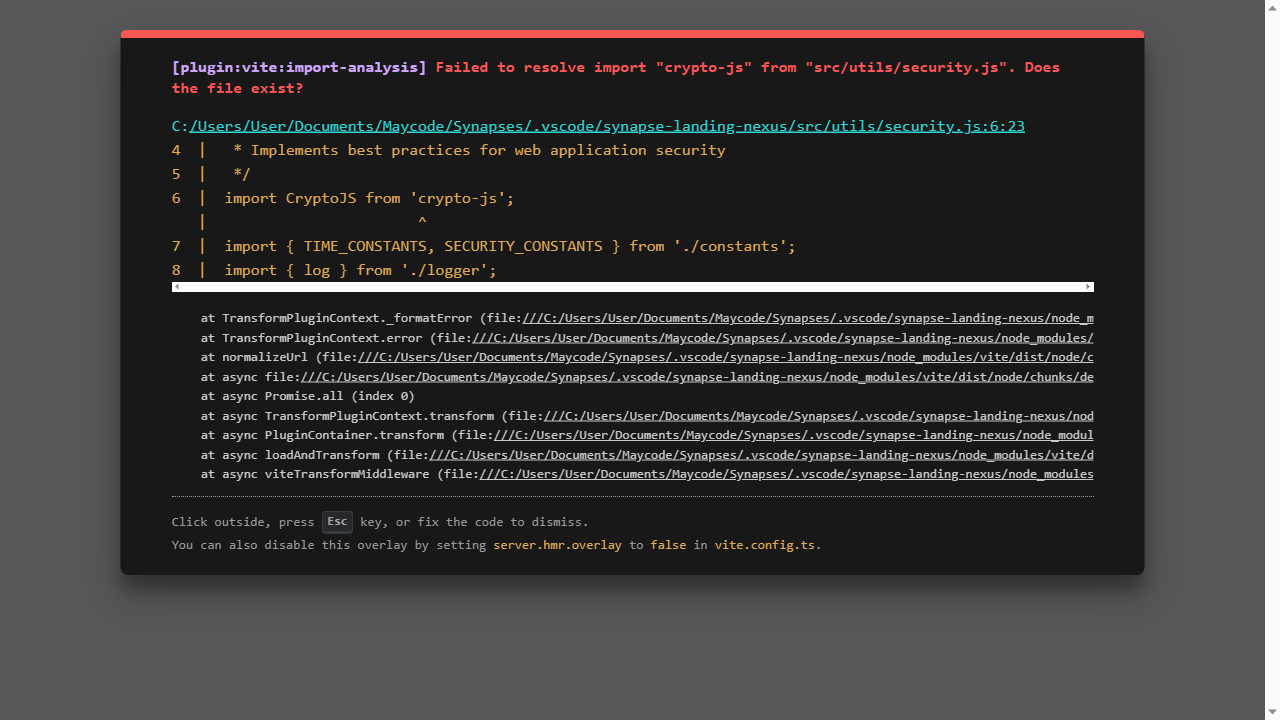 [plugin:vite:import-analysis] Failed to resolve import "crypto-js" from "src/utils/security.js". Does
the file exist?
C:/Users/User/Documents/Maycode/Synapses/.vscode/synapse-landing-nexus/src/utils/security.js:6:23
4  |   * Implements best practices for web application security
5  |   */
6  |  import CryptoJS from 'crypto-js';
   |                        ^
7  |  import { TIME_CONSTANTS, SECURITY_CONSTANTS } from './constants';
8  |  import { log } from './logger';
at TransformPluginContext._formatError (file:///C:/Users/User/Documents/Maycode/Synapses/.vscode/synapse-landing-nexus/node_m
at TransformPluginContext.error (file:///C:/Users/User/Documents/Maycode/Synapses/.vscode/synapse-landing-nexus/node_modules/
at normalizeUrl (file:///C:/Users/User/Documents/Maycode/Synapses/.vscode/synapse-landing-nexus/node_modules/vite/dist/node/c
at async file:///C:/Users/User/Documents/Maycode/Synapses/.vscode/synapse-landing-nexus/node_modules/vite/dist/node/chunks/de
at async Promise.all (index 0)
at async TransformPluginContext.transform (file:///C:/Users/User/Documents/Maycode/Synapses/.vscode/synapse-landing-nexus/nod
at async PluginContainer.transform (file:///C:/Users/User/Documents/Maycode/Synapses/.vscode/synapse-landing-nexus/node_modul
at async loadAndTransform (file:///C:/Users/User/Documents/Maycode/Synapses/.vscode/synapse-landing-nexus/node_modules/vite/d
at async viteTransformMiddleware (file:///C:/Users/User/Documents/Maycode/Synapses/.vscode/synapse-landing-nexus/node_modules
Click outside, press Esc key, or fix the code to dismiss.
You can also disable this overlay by setting server.hmr.overlay to false in vite.config.ts.